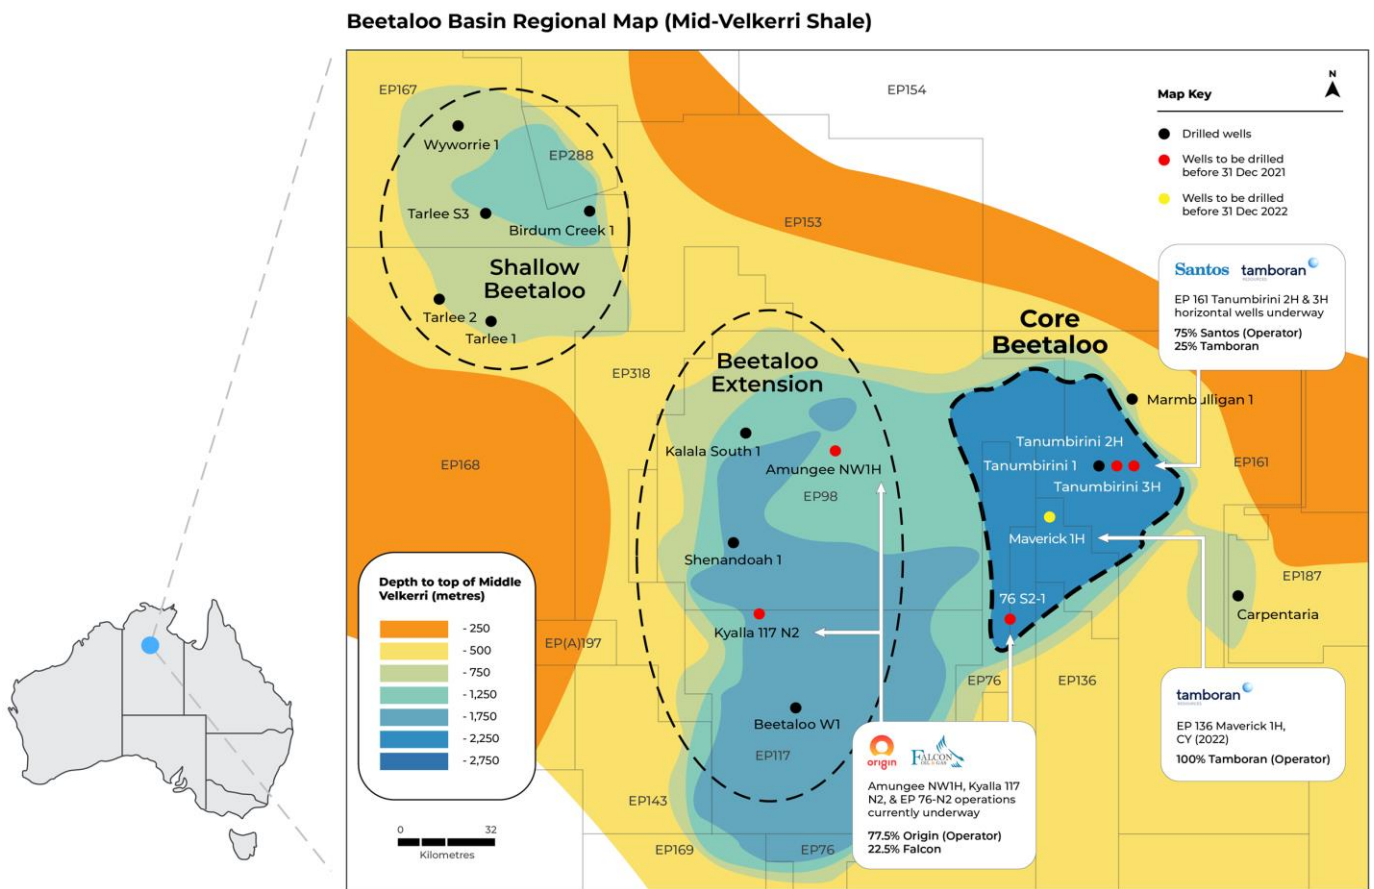 Beetaloo Basin Regional Map (Mid-Velkerri Shale)
EP167
EP154
N
Map Key
Drilled wells
Wells to be drilled
before 31 Dec 2021
Wells to be drilled
before 31 Dec 2022
Wyworrie 1
EP288
Tarlee S3
Birdum Creek 1
EP153
Shallow
Beetaloo
Tarlee 2
Tarlee 1
Santos tamboran
RESOURCES
EP 161 Tanumbirini 2H & 3H
horizontal wells underway
75% Santos (Operator)
25% Tamboran
Core
Beetaloo
EP318
Beetaloo
Extension
Marmbulligan 1
Kalala South 1
Amungee NW1H
EP168
EP98
Tanumbirini 2H
Tanumbirini 1
Tanumbirini 3H
EP161
Maverick 1H
Shenandoah 1
EP187
Carpentaria
76 S2-1
Kyalla 117 N2
EP(A)197
EP76
EP136
Beetaloo W1
EP117
Depth to top of Middle
Velkerri (metres)
- 250
- 500
- 750
- 1,250
- 1,750
- 2,250
- 2,750
tamboran
RESOURCES
EP 136 Maverick 1H,
CY (2022)
100% Tamboran (Operator)
origin FALCON
Amungee NW1H, Kyalla 117
N2, & EP 76-N2 operations
currently underway
77.5% Origin (Operator)
22.5% Falcon
EP143
0 32
Kilometres
EP169
EP76